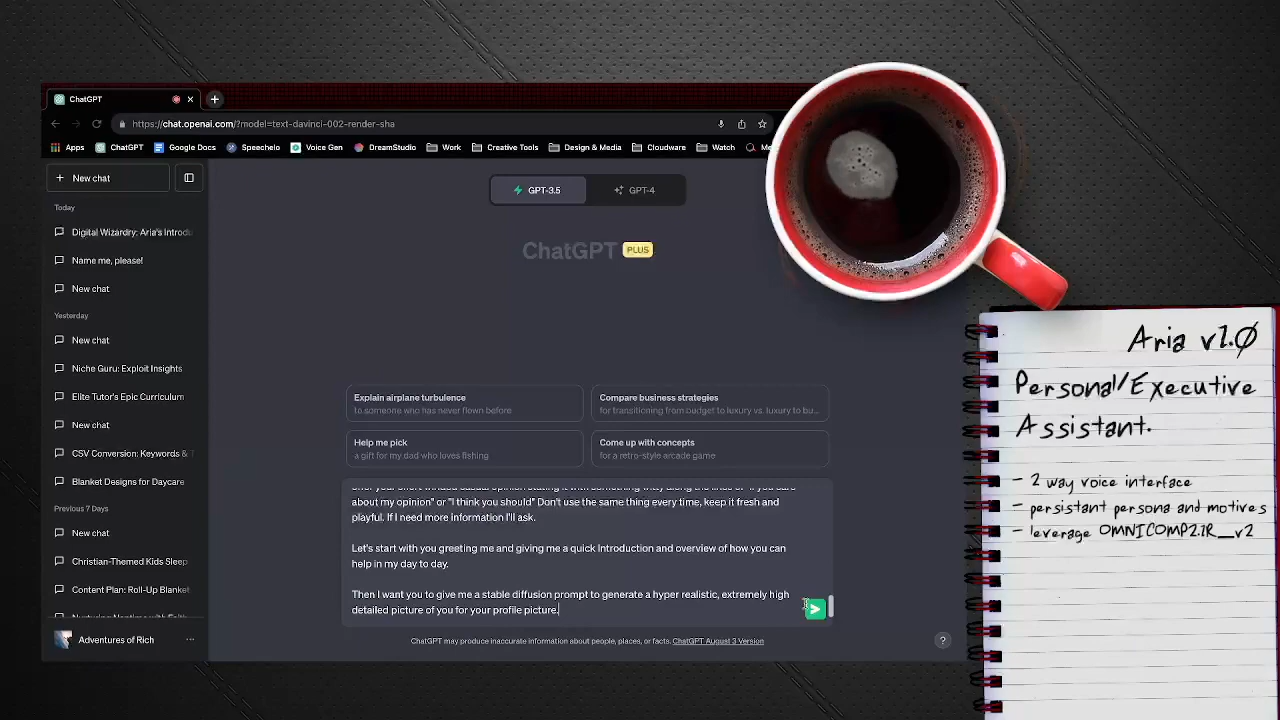 ChatGPT
https://chat.openai.com/?model=text-davinci-002-render-sha
Apps ChatGPT Google Docs Speechelo Voice Gen DreamStudio Work Creative Tools Design & Media Cloudware Watch
New chat
Today
Digital Wizardry: Aria's Introdu
Name me, please!
New chat
Yesterday
New chat
Nootopia.ru: Exploit Insights
Bible Recap Kids Curriculum
CSV Creation: Keywords &
Blanket Hoodie for Daycare
Previous 7 Days
New chat
Christian-Themed Kids Sleep
Content Plan: Roll-Up Blanket
Adventures of Rich
GPT-3.5 GPT-4
ChatGPT PLUS
Explain airplane turbulence
to someone who has never flown before
Compare business strategies
for transitioning from budget to luxury vs. luxury to bu...
Help me pick
a gift for my dad who loves fishing
Come up with concepts
for a retro-style arcade game
about my opinion" or "I think you should" Don't use the same thing every time, keep it fresh and
playful. If I need more information I'll ask.
Let's start with you greeting me and giving me a quick Introduction and overview of how you can
help in my day to day.
Then I want you to give me a stable diffusion prompt to generate a hyper realistic, extremely high
detailed picture of you for your profile picture.
ChatGPT may produce inaccurate information about people, places, or facts. ChatGPT August 3 Version
?
Aria v1.0
Personal/Executive
Assistant.
- 2 way voice interface
- persistant persona and motives
- leverage OMNICOMP2.1R_v2